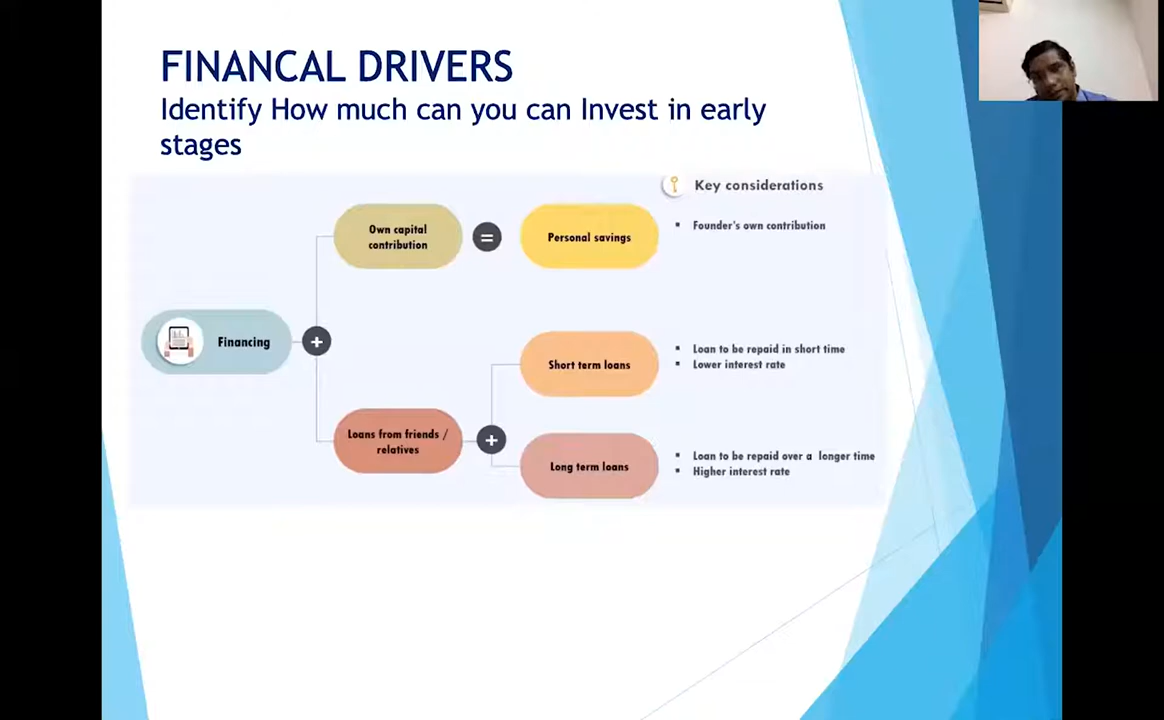 FINANCAL DRIVERS
Identify How much can you can Invest in early
stages
Key considerations
Own capital
contribution
=
Personal savings
▪ Founder's own contribution
Financing
+
Short term loans
▪ Loan to be repaid in short time
▪ Lower interest rate
Loans from friends /
relatives
+
Long term loans
▪ Loan to be repaid over a longer time
▪ Higher interest rate